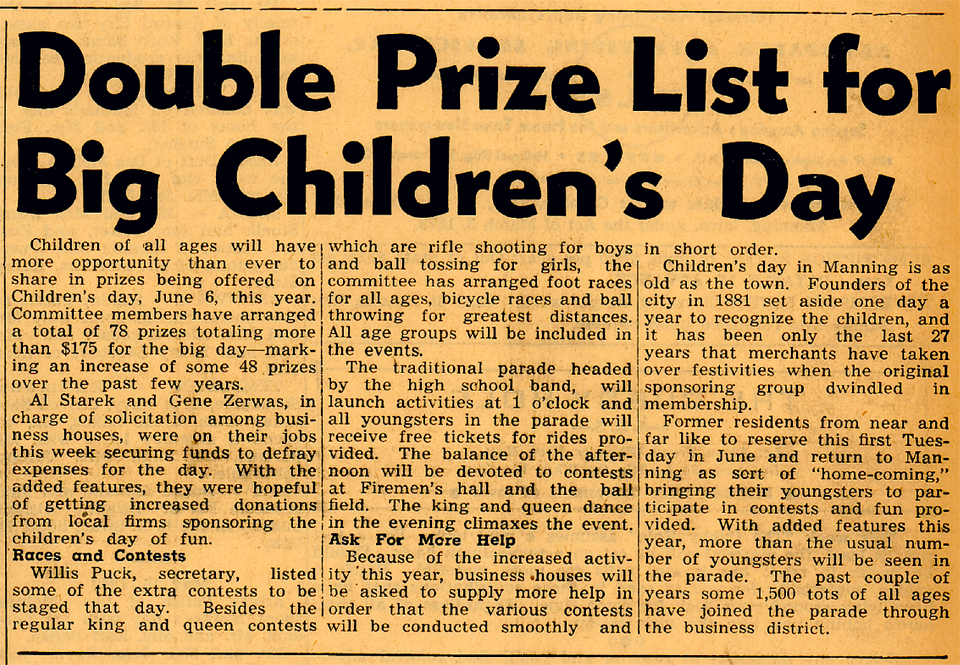 Double Prize List for
Big Children's Day
Children of all ages will have
more opportunity than ever to
share in prizes being offered on
Children's day, June 6, this year.
Committee members have arranged
a total of 78 prizes totaling more
than $175 for the big day—mark-
ing an increase of some 48 prizes
over the past few years.
Al Starek and Gene Zerwas, in
charge of solicitation among busi-
ness houses, were on their jobs
this week securing funds to defray
expenses for the day. With the
added features, they were hopeful
of getting increased donations
from local firms sponsoring the
children's day of fun.
Races and Contests
Willis Puck, secretary, listed
some of the extra contests to be
staged that day. Besides the
regular king and queen contests
which are rifle shooting for boys
and ball tossing for girls, the
committee has arranged foot races
for all ages, bicycle races and ball
throwing for greatest distances.
All age groups will be included in
the events.
The traditional parade headed
by the high school band, will
launch activities at 1 o'clock and
all youngsters in the parade will
receive free tickets for rides pro-
vided. The balance of the after-
noon will be devoted to contests
at Firemen's hall and the ball
field. The king and queen dance
in the evening climaxes the event.
Ask For More Help
Because of the increased activ-
ity this year, business houses will
be asked to supply more help in
order that the various contests
will be conducted smoothly and
in short order.
Children's day in Manning is as
old as the town. Founders of the
city in 1881 set aside one day a
year to recognize the children, and
it has been only the last 27
years that merchants have taken
over festivities when the original
sponsoring group dwindled in
membership.
Former residents from near and
far like to reserve this first Tues-
day in June and return to Man-
ning as sort of "home-coming,"
bringing their youngsters to par-
ticipate in contests and fun pro-
vided. With added features this
year, more than the usual num-
ber of youngsters will be seen in
the parade. The past couple of
years some 1,500 tots of all ages
have joined the parade through
the business district.